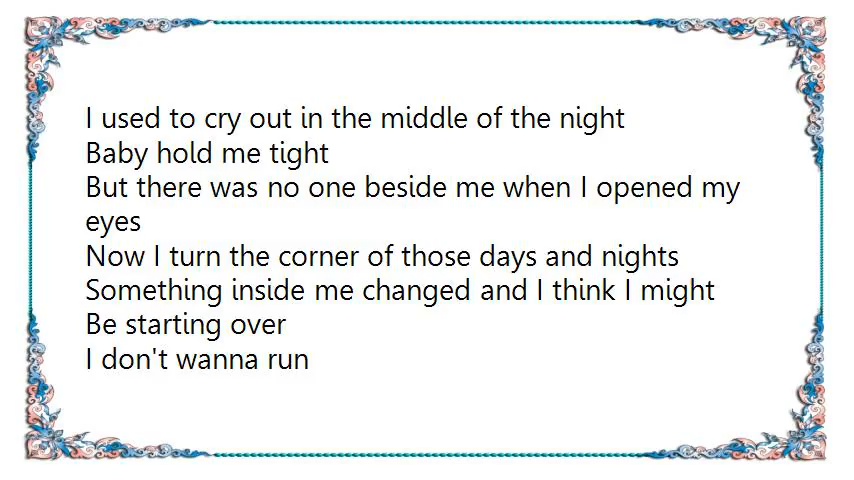 I used to cry out in the middle of the night
Baby hold me tight
But there was no one beside me when I opened my
eyes
Now I turn the corner of those days and nights
Something inside me changed and I think I might
Be starting over
I don't wanna run